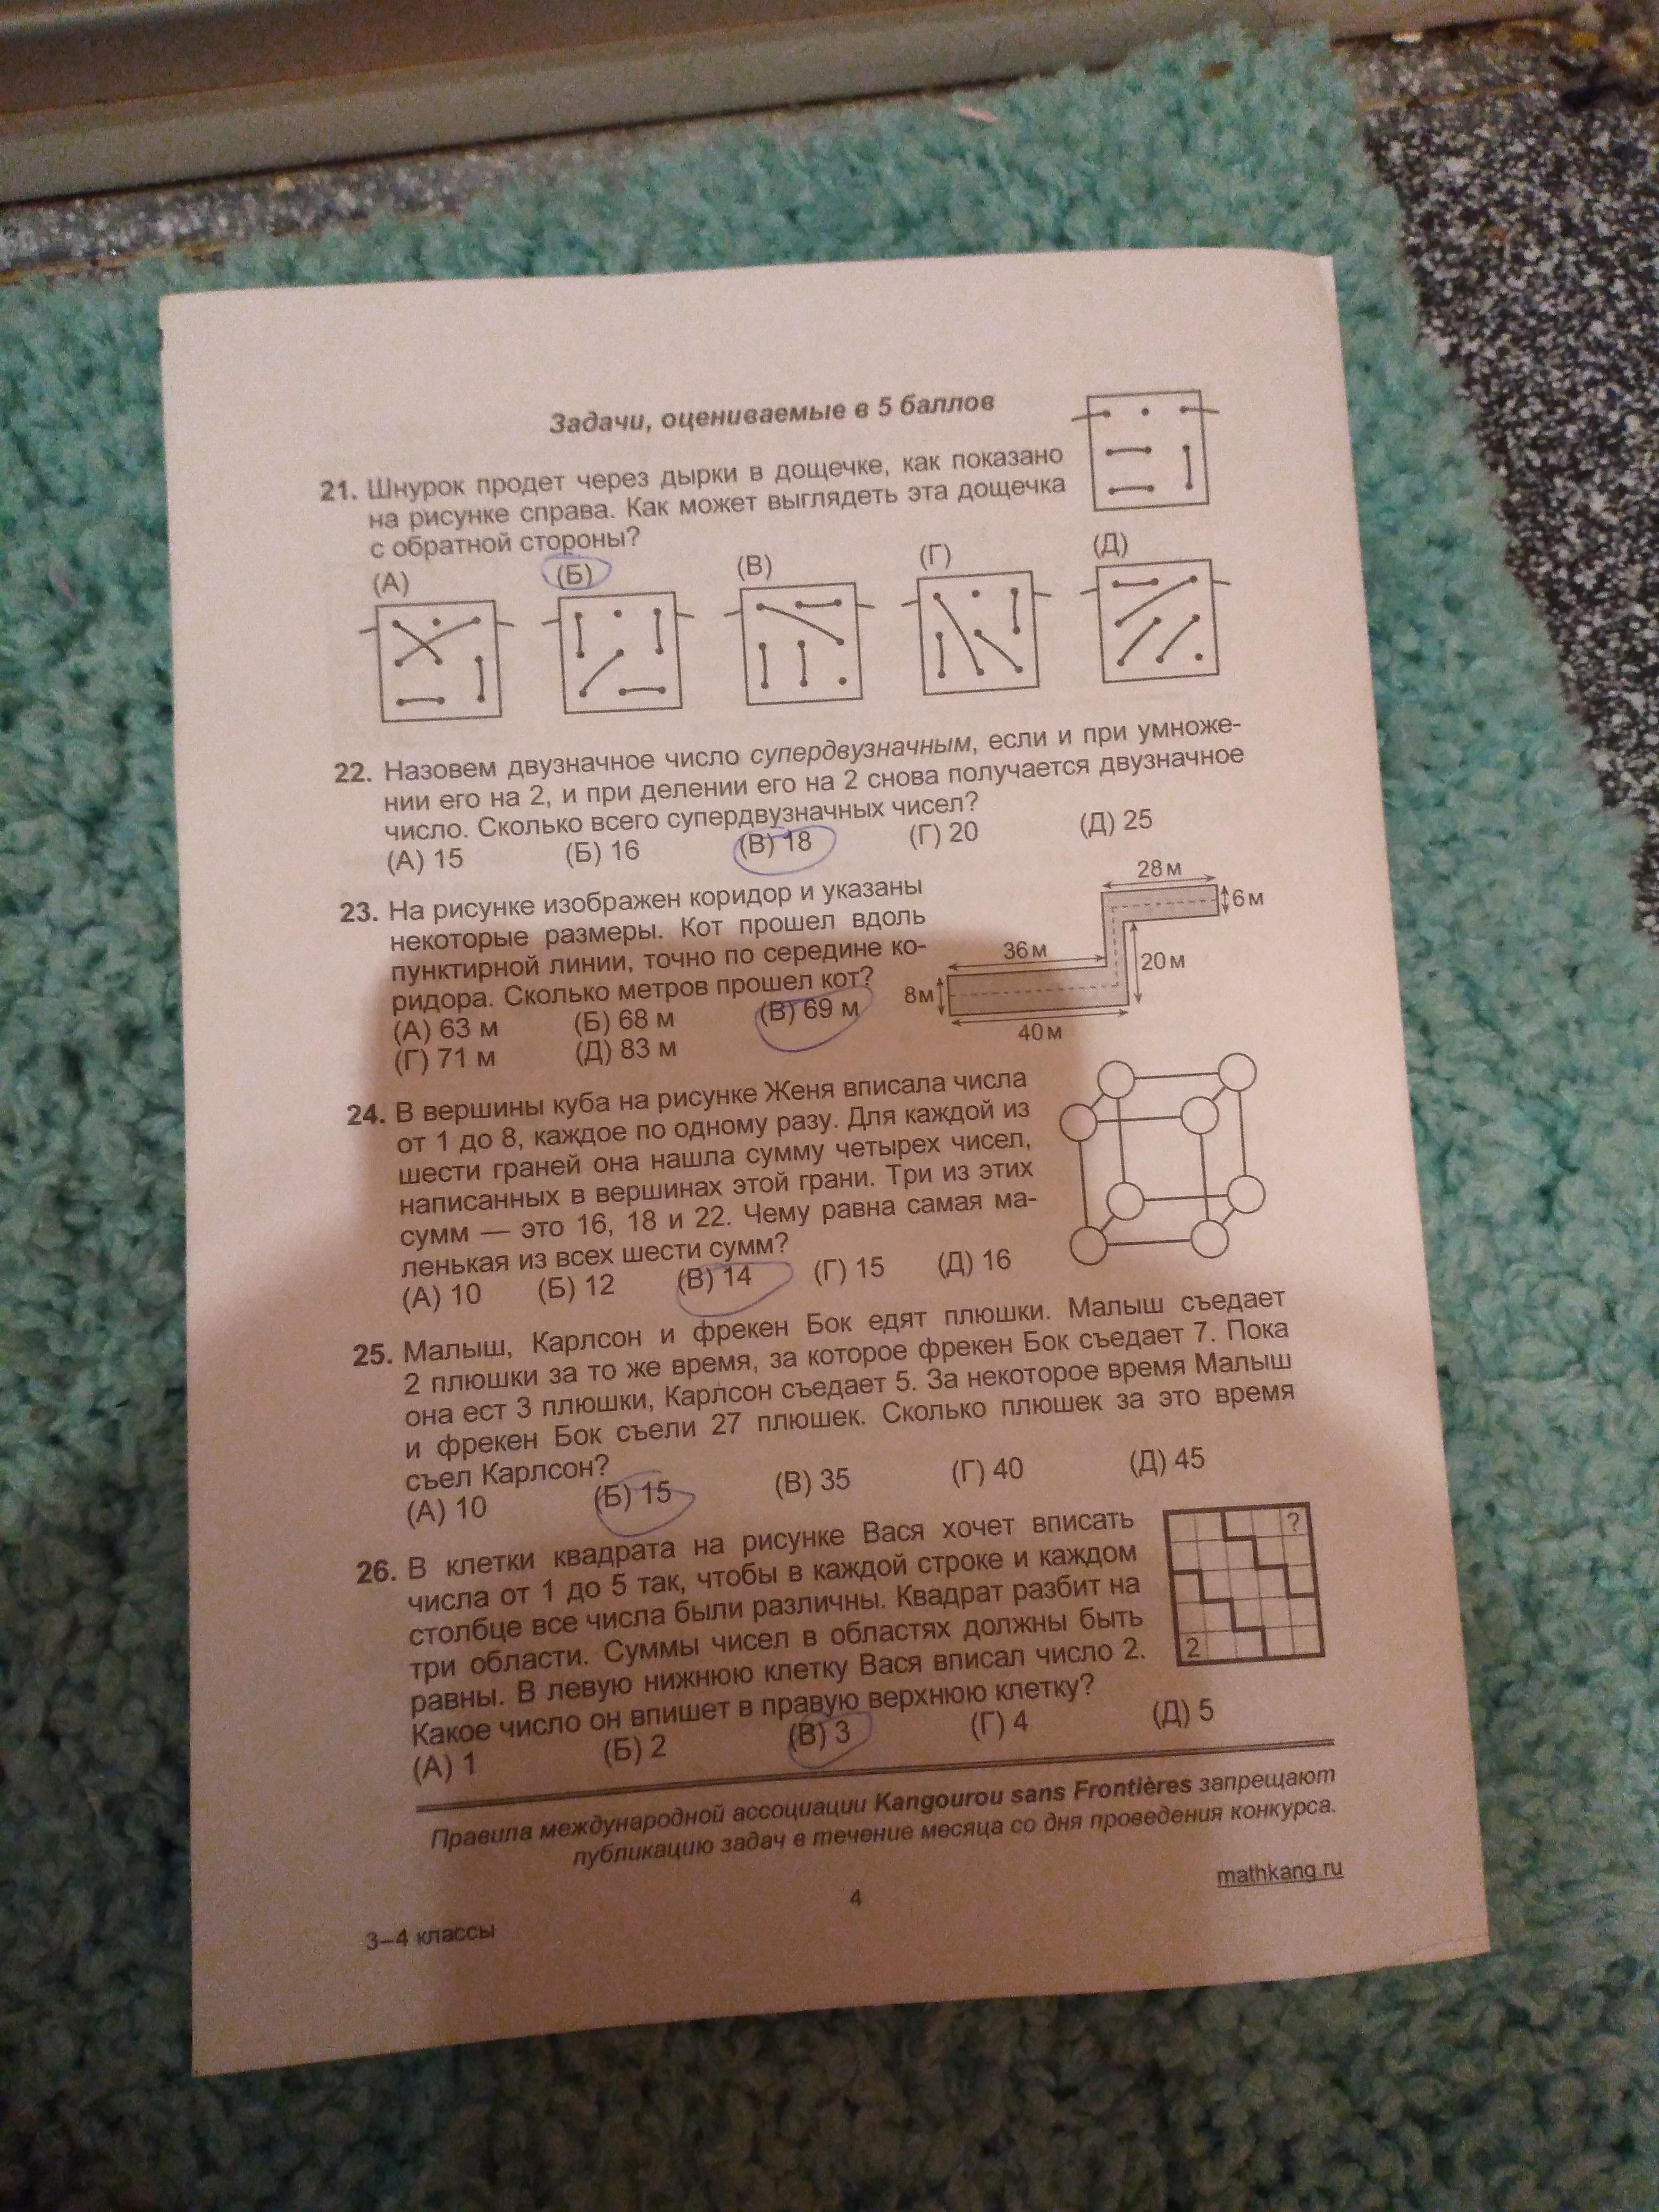 Задачи, оцениваемые в 5 баллов
21. Шнурок продет через дырки в дощечке, как показано
на рисунке справа. Как может выглядеть эта дощечка
с обратной стороны?
(А) (Б) (В) (Г) (Д)
22. Назовем двузначное число супердвузначным, если и при умноже-
нии его на 2, и при делении его на 2 снова получается двузначное
число. Сколько всего супердвузначных чисел?
(А) 15 (Б) 16 (В) 18 (Г) 20 (Д) 25
23. На рисунке изображен коридор и указаны
некоторые размеры. Кот прошел вдоль
пунктирной линии, точно по середине ко-
ридора. Сколько метров прошел кот?
(А) 63 м (Б) 68 м (В) 69 м
(Г) 71 м (Д) 83 м
28 м
6 м
36 м
20 м
8 м
40 м
24. В вершины куба на рисунке Женя вписала числа
от 1 до 8, каждое по одному разу. Для каждой из
шести граней она нашла сумму четырех чисел,
написанных в вершинах этой грани. Три из этих
сумм — это 16, 18 и 22. Чему равна самая ма-
ленькая из всех шести сумм?
(А) 10 (Б) 12 (В) 14 (Г) 15 (Д) 16
25. Малыш, Карлсон и фрекен Бок едят плюшки. Малыш съедает
2 плюшки за то же время, за которое фрекен Бок съедает 7. Пока
она ест 3 плюшки, Карлсон съедает 5. За некоторое время Малыш
и фрекен Бок съели 27 плюшек. Сколько плюшек за это время
съел Карлсон?
(А) 10 (Б) 15 (В) 35 (Г) 40 (Д) 45
26. В клетки квадрата на рисунке Вася хочет вписать
числа от 1 до 5 так, чтобы в каждой строке и каждом
столбце все числа были различны. Квадрат разбит на
три области. Суммы чисел в областях должны быть
равны. В левую нижнюю клетку Вася вписал число 2.
Какое число он впишет в правую верхнюю клетку?
(А) 1 (Б) 2 (В) 3 (Г) 4 (Д) 5
?
2
Правила международной ассоциации Kangourou sans Frontières запрещают
публикацию задач в течение месяца со дня проведения конкурса.
mathkang.ru
4
3–4 классы